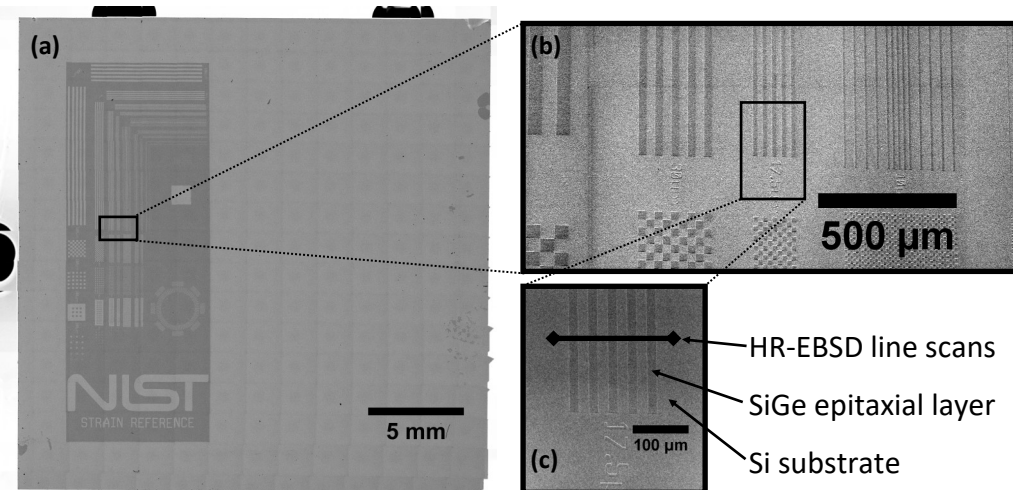 (a)
NIST
STRAIN REFERENCE
5 mm
(b)
500 µm
(c)
100 µm
HR-EBSD line scans
SiGe epitaxial layer
Si substrate